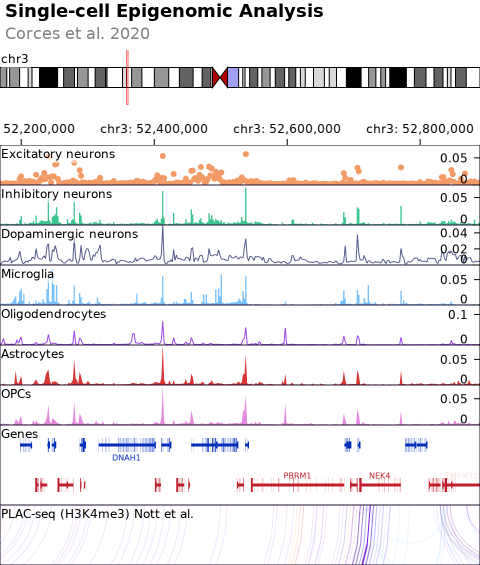 Single-cell Epigenomic Analysis
Corces et al. 2020
chr3
52,200,000 chr3: 52,400,000 chr3: 52,600,000 chr3: 52,800,000
Excitatory neurons
0.05
0
Inhibitory neurons
0.05
0
Dopaminergic neurons
0.04
0.02
0
Microglia
0.05
0
Oligodendrocytes
0.1
0
Astrocytes
0.05
0
OPCs
0.05
0
Genes
DNAH1
PBRM1 NEK4
PLAC-seq (H3K4me3) Nott et al.